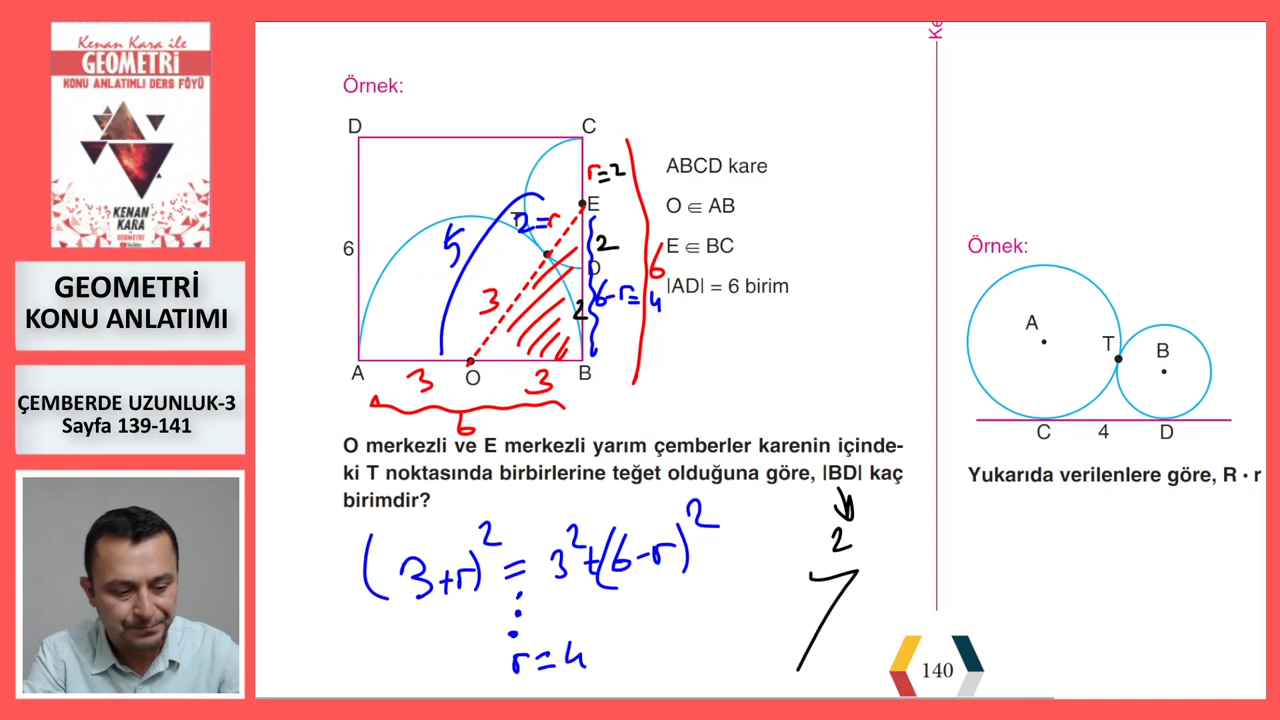 Kenan Kara ile
GEOMETRİ
KONU ANLATIMLI DERS FÖYÜ
KENAN
KARA
GEOMETRİ
GEOMETRİ
KONU ANLATIMI
ÇEMBERDE UZUNLUK-3
Sayfa 139-141
Örnek:
D
C
r=2
E
T
2=r
5
6
2
D
6-r=4
2
3
6
A
3
O
3
B
6
ABCD kare
O ∈ AB
E ∈ BC
|AD| = 6 birim
O merkezli ve E merkezli yarım çemberler karenin içinde-
ki T noktasında birbirlerine teğet olduğuna göre, |BD| kaç
birimdir?
(3+r)² = 3²+(6-r)²
r=4
2
Ke
Örnek:
A
T
B
C
4
D
Yukarıda verilenlere göre, R · r
140